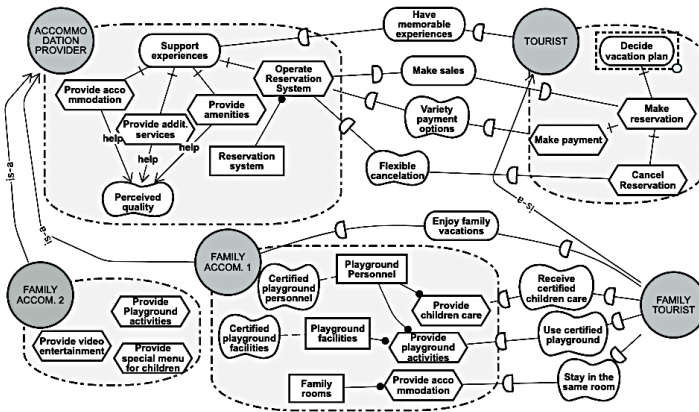 ACCOMMO
DATION
PROVIDER
Support
experiences
Have
memorable
experiences
TOURIST
Decide
vacation plan
Operate
Reservation
System
Make sales
Provide acco
mmodation
Provide
amenities
Provide addit.
services
Variety
payment
options
Make
reservation
Make payment
help
help
help
Reservation
system
Flexible
cancelation
Cancel
Reservation
Perceived
quality
is-a
is-a
is-a
Enjoy family
vacations
FAMILY
ACCOM. 1
FAMILY
ACCOM. 2
Certified
playground
personnel
Playground
Personnel
Receive
certified
children care
FAMILY
TOURIST
Provide
Playground
activities
Provide
children care
Provide video
entertainment
Provide
special menu
for children
Certified
playground
facilities
Playground
facilities
Provide
playground
activities
Use certified
playground
Family
rooms
Provide acco
mmodation
Stay in the
same room